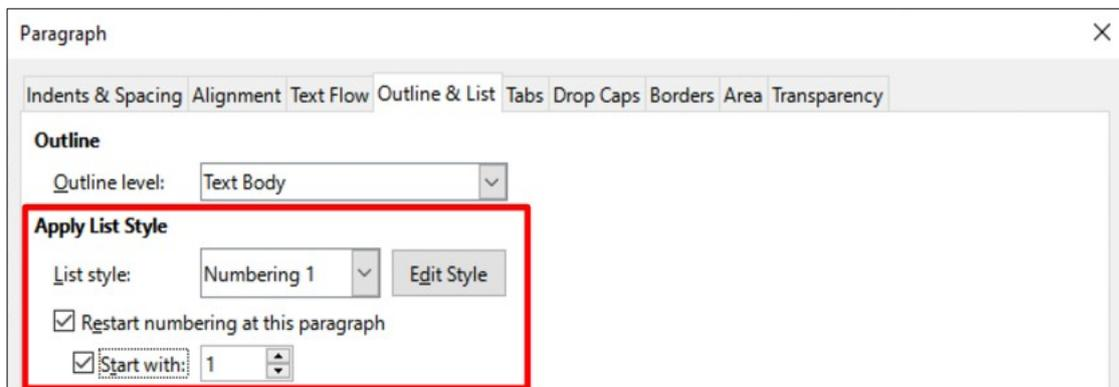 Paragraph
Indents & Spacing Alignment Text Flow Outline & List Tabs Drop Caps Borders Area Transparency
Outline
Outline level: Text Body
Apply List Style
List style: Numbering 1 Edit Style
Restart numbering at this paragraph
Start with: 1